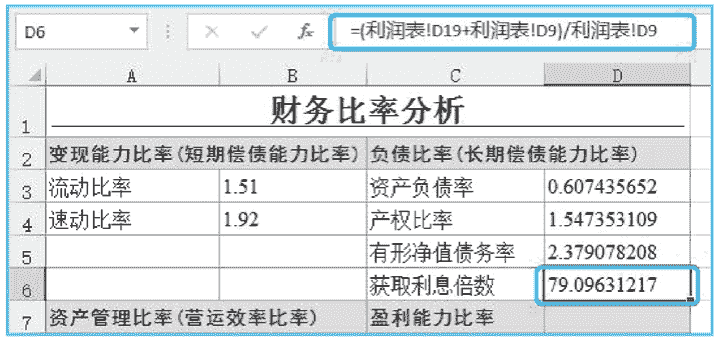 D6 fx =(利润表!D19+利润表!D9)/利润表!D9
A B C D
1 财务比率分析
2 变现能力比率(短期偿债能力比率) 负债比率(长期偿债能力比率)
3 流动比率 1.51 资产负债率 0.607435652
4 速动比率 1.92 产权比率 1.547353109
5 有形净值债务率 2.379078208
6 获取利息倍数 79.09631217
7 资产管理比率(营运效率比率) 盈利能力比率